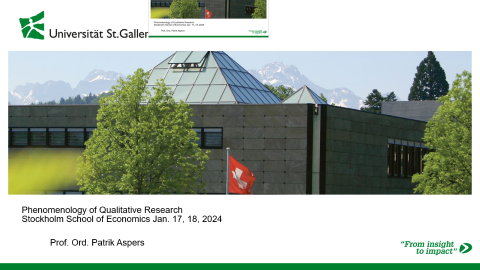 Universität St.Galler
Phenomenology of Qualitative Research
Stockholm School of Economics Jan. 17, 18, 2024
Prof. Ord. Patrik Aspers
Phenomenology of Qualitative Research
Stockholm School of Economics Jan. 17, 18, 2024
Prof. Ord. Patrik Aspers
"From insight
to impact"